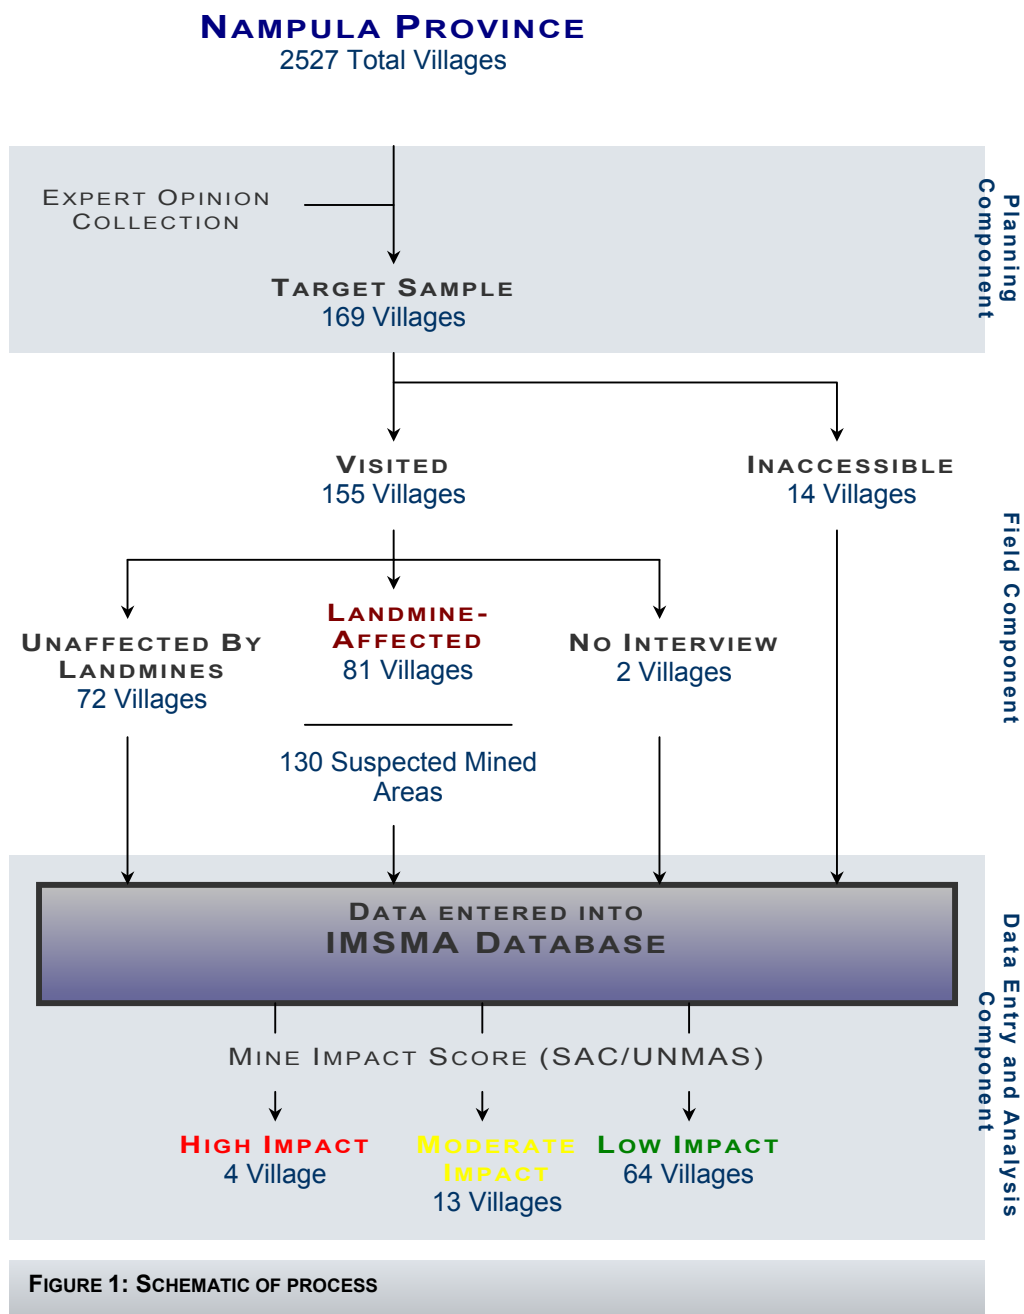 NAMPULA PROVINCE
2527 Total Villages
EXPERT OPINION
COLLECTION
TARGET SAMPLE
169 Villages
Planning
Component
VISITED
155 Villages
INACCESSIBLE
14 Villages
UNAFFECTED BY
LANDMINES
72 Villages
LANDMINE-
AFFECTED
81 Villages
130 Suspected Mined
Areas
NO INTERVIEW
2 Villages
Field Component
DATA ENTERED INTO
IMSMA DATABASE
MINE IMPACT SCORE (SAC/UNMAS)
HIGH IMPACT
4 Village
MODERATE
IMPACT
13 Villages
LOW IMPACT
64 Villages
Data Entry and Analysis
Component
FIGURE 1: SCHEMATIC OF PROCESS